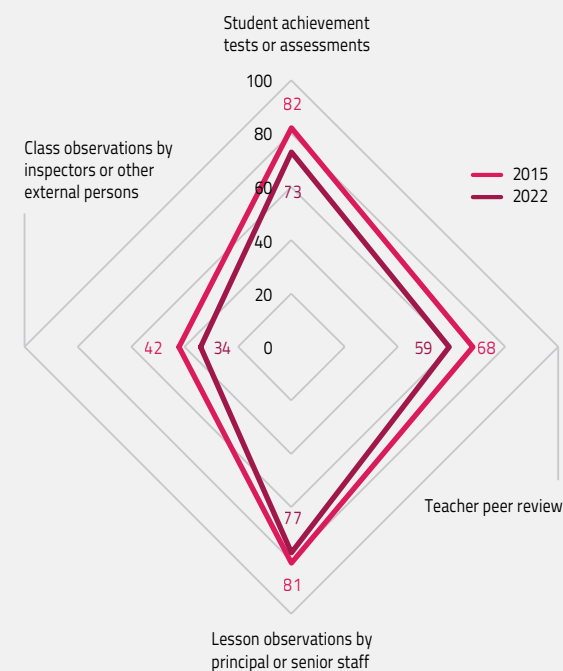 Student achievement
tests or assessments
100
82
80
Class observations by
inspectors or other
external persons
60
73
2015
2022
40
20
42
34
0
59
68
Teacher peer review
77
81
Lesson observations by
principal or senior staff